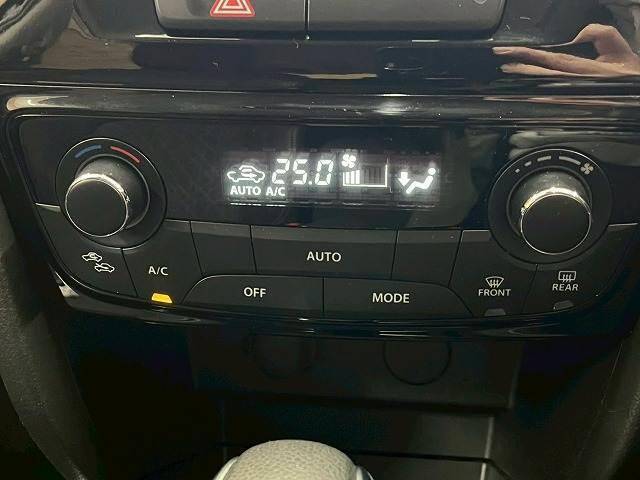 25.0
AUTO A/C
AUTO
A/C
OFF
MODE
FRONT
REAR